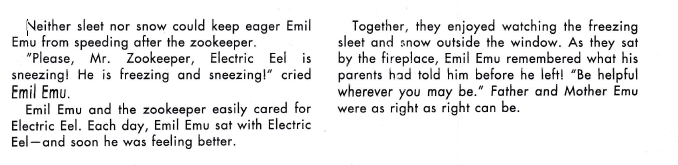 Neither sleet nor snow could keep eager Emil
Emu from speeding after the zookeeper.
"Please, Mr. Zookeeper, Electric Eel is
sneezing! He is freezing and sneezing!" cried
Emil Emu.
Emil Emu and the zookeeper easily cared for
Electric Eel. Each day, Emil Emu sat with Electric
Eel—and soon he was feeling better.
Together, they enjoyed watching the freezing
sleet and snow outside the window. As they sat
by the fireplace, Emil Emu remembered what his
parents had told him before he left! "Be helpful
wherever you may be." Father and Mother Emu
were as right as right can be.